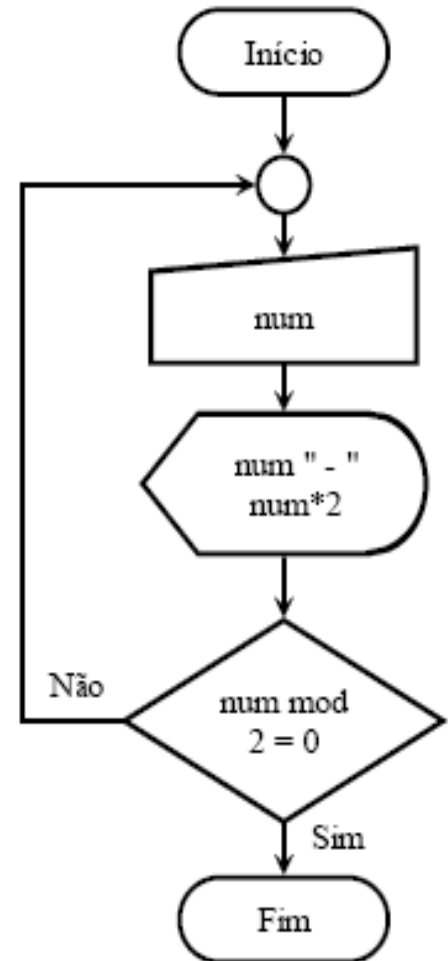 Início
num
num " - "
num*2
Não
num mod
2 = 0
Sim
Fim